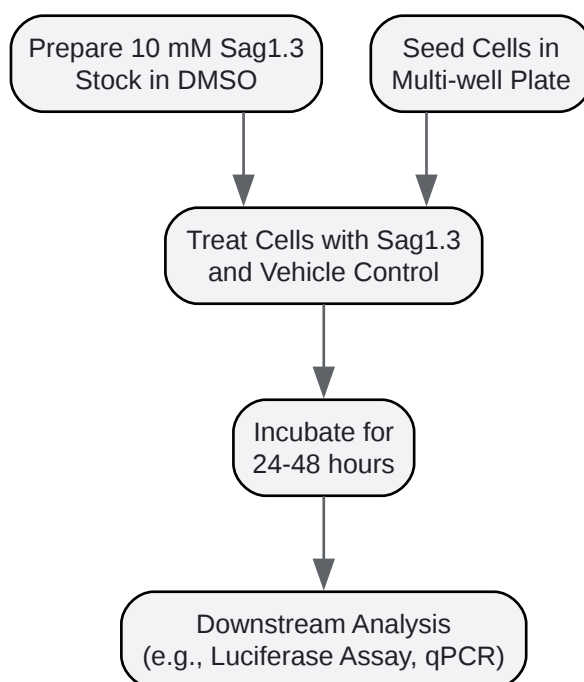 Prepare 10 mM Sag1.3
Stock in DMSO
Seed Cells in
Multi-well Plate
Treat Cells with Sag1.3
and Vehicle Control
Incubate for
24-48 hours
Downstream Analysis
(e.g., Luciferase Assay, qPCR)